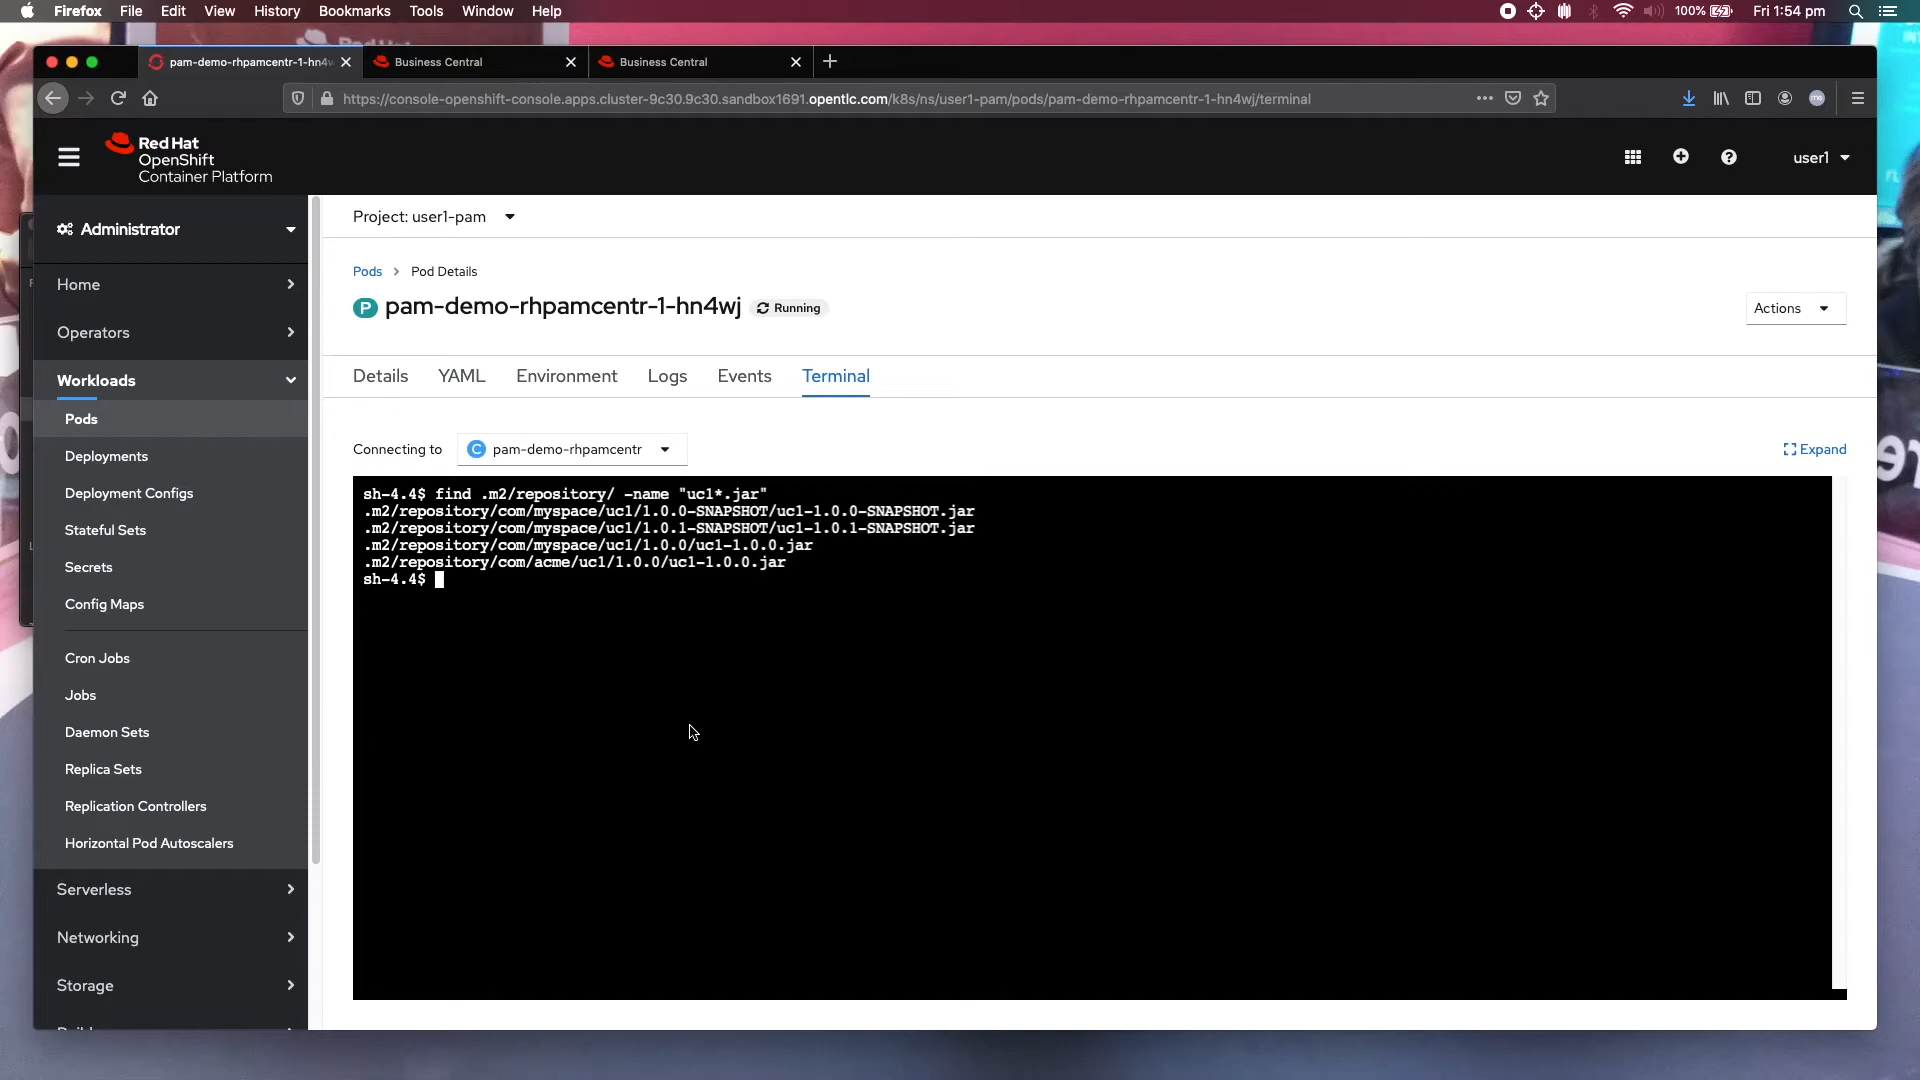 Firefox File Edit View History Bookmarks Tools Window Help
100%
Fri 1:54 pm
pam-demo-rhpamcentr-1-hn4w
Business Central
Business Central
https://console-openshift-console.apps.cluster-9c30.9c30.sandbox1691.opentlc.com/k8s/ns/user1-pam/pods/pam-demo-rhpamcentr-1-hn4wj/terminal
Red Hat
OpenShift
Container Platform
user1
Administrator
Home
Operators
Workloads
Pods
Deployments
Deployment Configs
Stateful Sets
Secrets
Config Maps
Cron Jobs
Jobs
Daemon Sets
Replica Sets
Replication Controllers
Horizontal Pod Autoscalers
Serverless
Networking
Storage
Project: user1-pam
Pods > Pod Details
P pam-demo-rhpamcentr-1-hn4wj Running
Actions
Details YAML Environment Logs Events Terminal
Connecting to C pam-demo-rhpamcentr
Expand
sh-4.4$ find .m2/repository/ -name "uc1*.jar"
.m2/repository/com/myspace/uc1/1.0.0-SNAPSHOT/uc1-1.0.0-SNAPSHOT.jar
.m2/repository/com/myspace/uc1/1.0.1-SNAPSHOT/uc1-1.0.1-SNAPSHOT.jar
.m2/repository/com/myspace/uc1/1.0.0/uc1-1.0.0.jar
.m2/repository/com/acme/uc1/1.0.0/uc1-1.0.0.jar
sh-4.4$